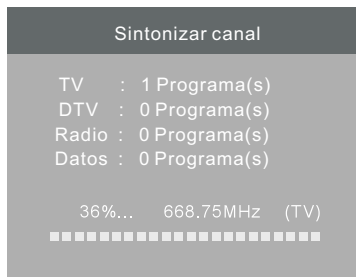 Sintonizar canal
TV : 1 Programa(s)
DTV : 0 Programa(s)
Radio : 0 Programa(s)
Datos : 0 Programa(s)
36%... 668.75MHz (TV)